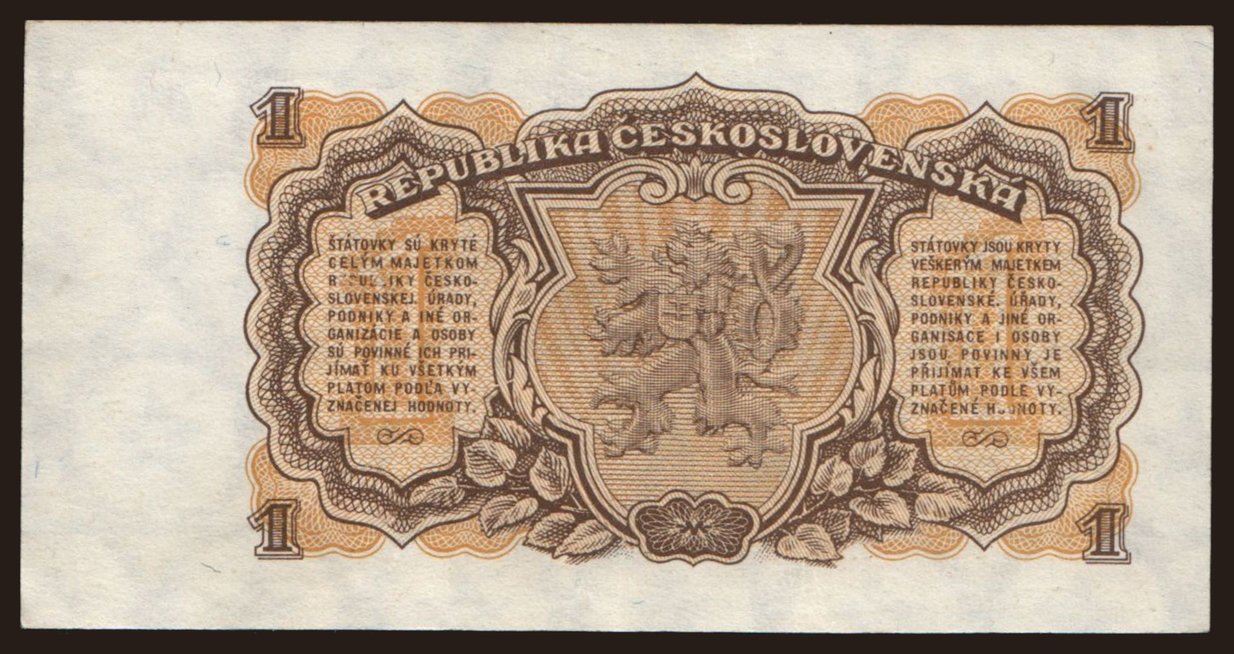 1
1
REPUBLIKA ČESKOSLOVENSKÁ
ŠTÁTOVKY SÚ KRYTÉ
CELÝM MAJETKOM
ČESKO-
SLOVENSKEJ. ÚRADY,
PODNIKY A INÉ OR-
GANIZÁCIE A OSOBY
SÚ POVINNÉ ICH PRI-
JÍMAŤ KU VŠETKÝM
PLATOM PODĽA VY-
ZNAČENEJ HODNOTY.
STÁTOVKY JSOU KRYTY
VEŠKERÝM MAJETKEM
REPUBLIKY ČESKO-
SLOVENSKÉ. ÚŘADY,
PODNIKY A JINÉ OR-
GANISACE I OSOBY
JSOU POVINNY JE
PŘIJÍMAT KE VŠEM
PLATŮM PODLE VY-
ZNAČENÉ
1
1